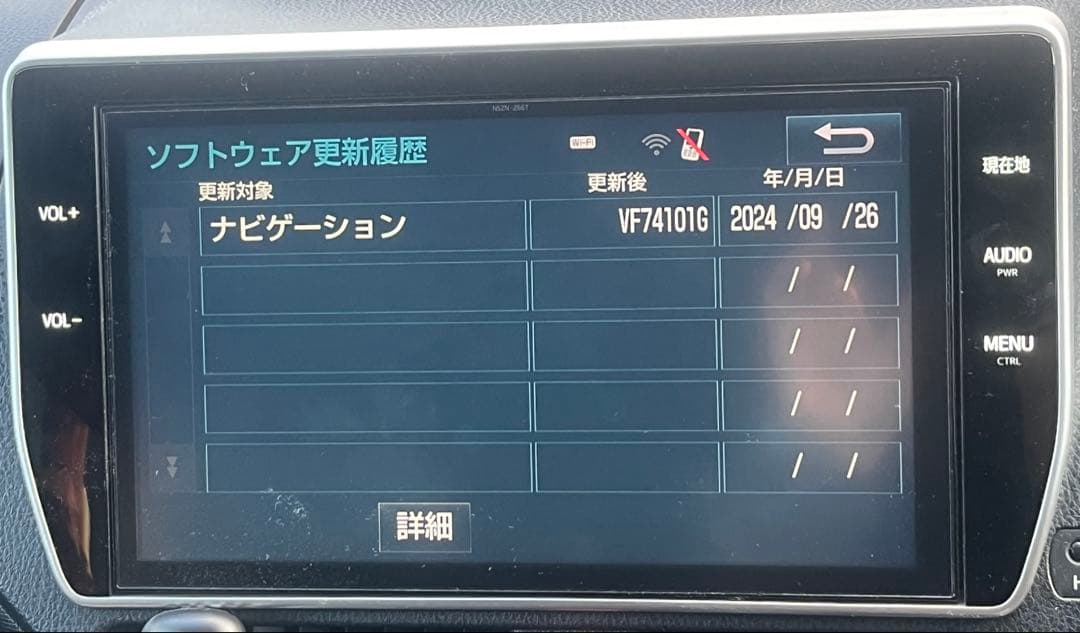 NSZN-Z66T
ソフトウェア更新履歴
Wi-Fi
更新対象 更新後 年/月/日
ナビゲーション VF74101G 2024 /09 /26
/ /
/ /
/ /
/ /
詳細
VOL+
VOL−
現在地
AUDIO
PWR
MENU
CTRL
H